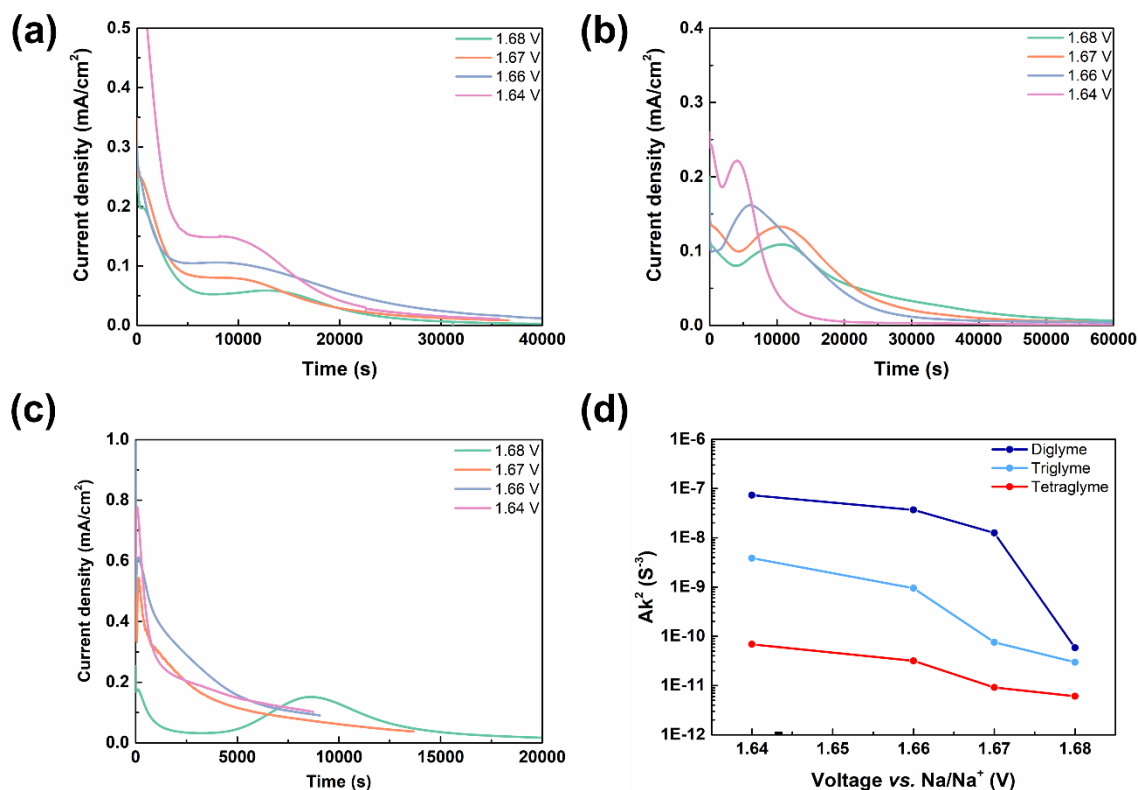 (a)
Current density (mA/cm²)
0.5
0.4
0.3
0.2
0.1
0.0
1.68 V
1.67 V
1.66 V
1.64 V
0
10000
20000
30000
40000
Time (s)
(b)
Current density (mA/cm²)
0.4
0.3
0.2
0.1
0.0
1.68 V
1.67 V
1.66 V
1.64 V
0
10000
20000
30000
40000
50000
60000
Time (s)
(c)
Current density (mA/cm²)
1.0
0.8
0.6
0.4
0.2
0.0
1.68 V
1.67 V
1.66 V
1.64 V
0
5000
10000
15000
20000
Time (s)
(d)
Ak² (S⁻³)
1E-6
1E-7
1E-8
1E-9
1E-10
1E-11
1E-12
Diglyme
Triglyme
Tetraglyme
1.64
1.65
1.66
1.67
1.68
Voltage vs. Na/Na⁺ (V)